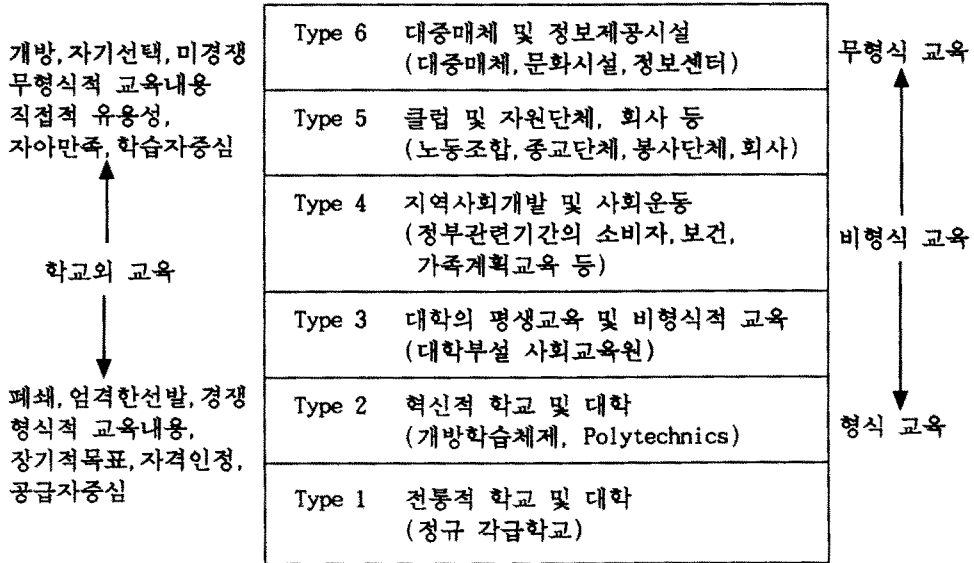 개방,자기선택,미경쟁
무형식적 교육내용
직접적 유용성,
자아만족,학습자중심
학교외 교육
폐쇄,엄격한선발,경쟁
형식적 교육내용,
장기적목표,자격인정,
공급자중심
Type 6 대중매체 및 정보제공시설
(대중매체,문화시설,정보센터)
Type 5 클럽 및 자원단체, 회사 등
(노동조합,종교단체,봉사단체,회사)
Type 4 지역사회개발 및 사회운동
(정부관련기간의 소비자,보건,
가족계획교육 등)
Type 3 대학의 평생교육 및 비형식적 교육
(대학부설 사회교육원)
Type 2 혁신적 학교 및 대학
(개방학습체제, Polytechnics)
Type 1 전통적 학교 및 대학
(정규 각급학교)
무형식 교육
비형식 교육
형식 교육